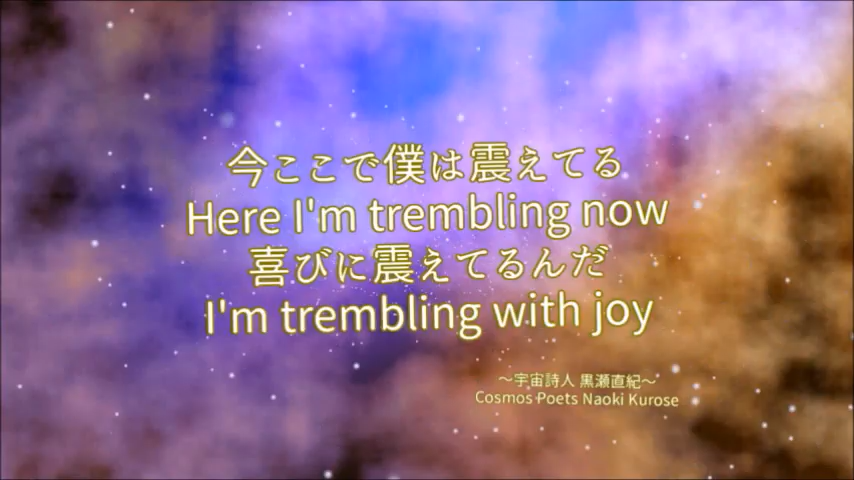 今ここで僕は震えてる
Here I'm trembling now
喜びに震えてるんだ
I'm trembling with joy
～宇宙詩人 黒瀬直紀～
Cosmos Poets Naoki Kurose